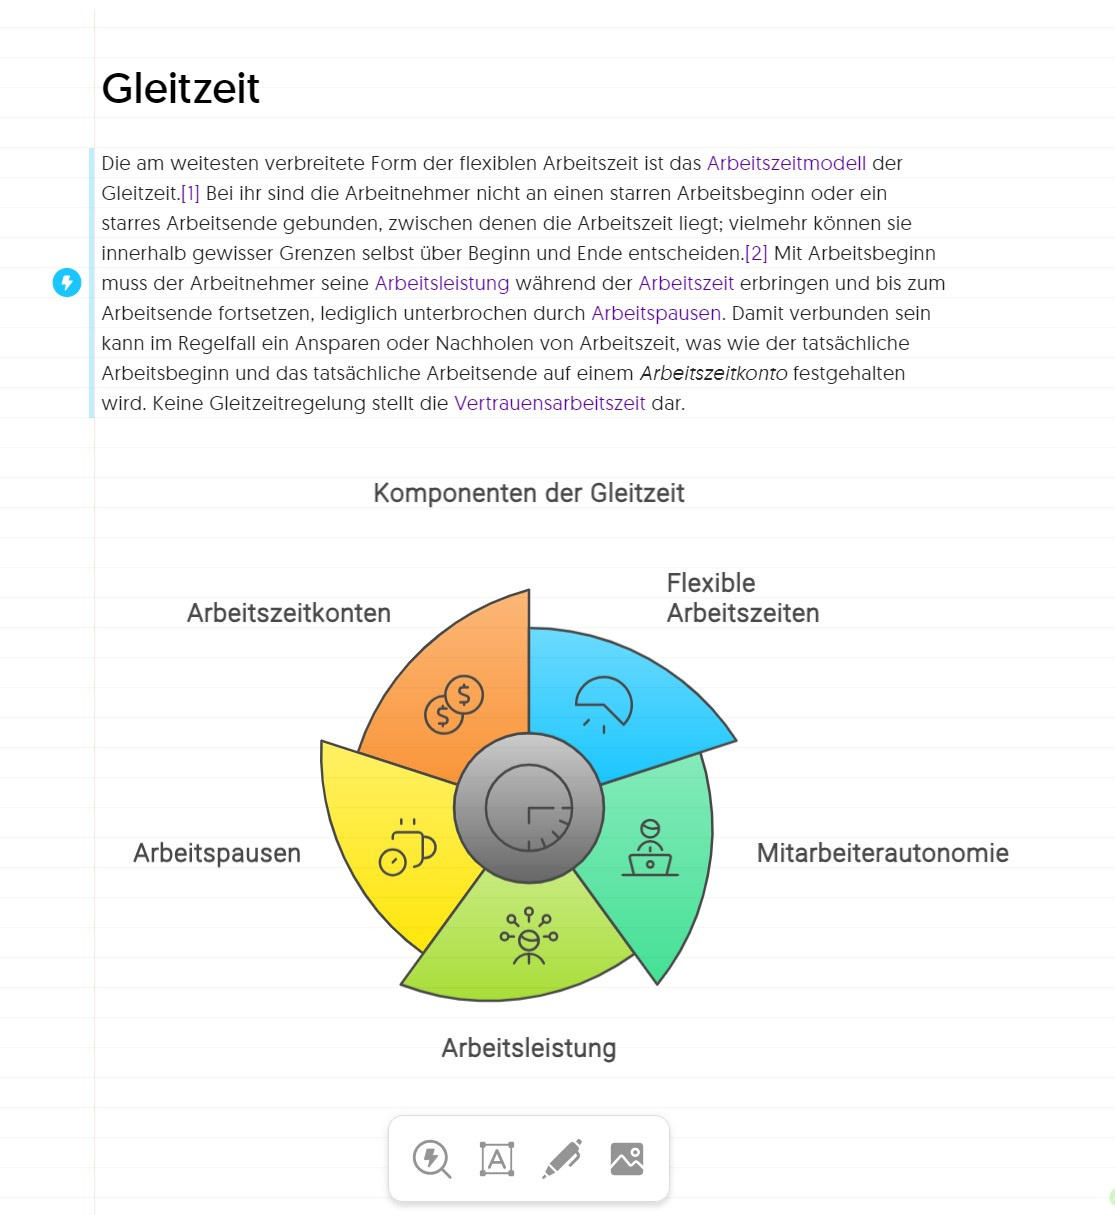 Gleitzeit
Die am weitesten verbreitete Form der flexiblen Arbeitszeit ist das Arbeitszeitmodell der
Gleitzeit.[1] Bei ihr sind die Arbeitnehmer nicht an einen starren Arbeitsbeginn oder ein
starres Arbeitsende gebunden, zwischen denen die Arbeitszeit liegt; vielmehr können sie
innerhalb gewisser Grenzen selbst über Beginn und Ende entscheiden.[2] Mit Arbeitsbeginn
muss der Arbeitnehmer seine Arbeitsleistung während der Arbeitszeit erbringen und bis zum
Arbeitsende fortsetzen, lediglich unterbrochen durch Arbeitspausen. Damit verbunden sein
kann im Regelfall ein Ansparen oder Nachholen von Arbeitszeit, was wie der tatsächliche
Arbeitsbeginn und das tatsächliche Arbeitsende auf einem Arbeitszeitkonto festgehalten
wird. Keine Gleitzeitregelung stellt die Vertrauensarbeitszeit dar.
Komponenten der Gleitzeit
Flexible
Arbeitszeiten
Arbeitszeitkonten
$
$
Arbeitspausen
Mitarbeiterautonomie
Arbeitsleistung
A